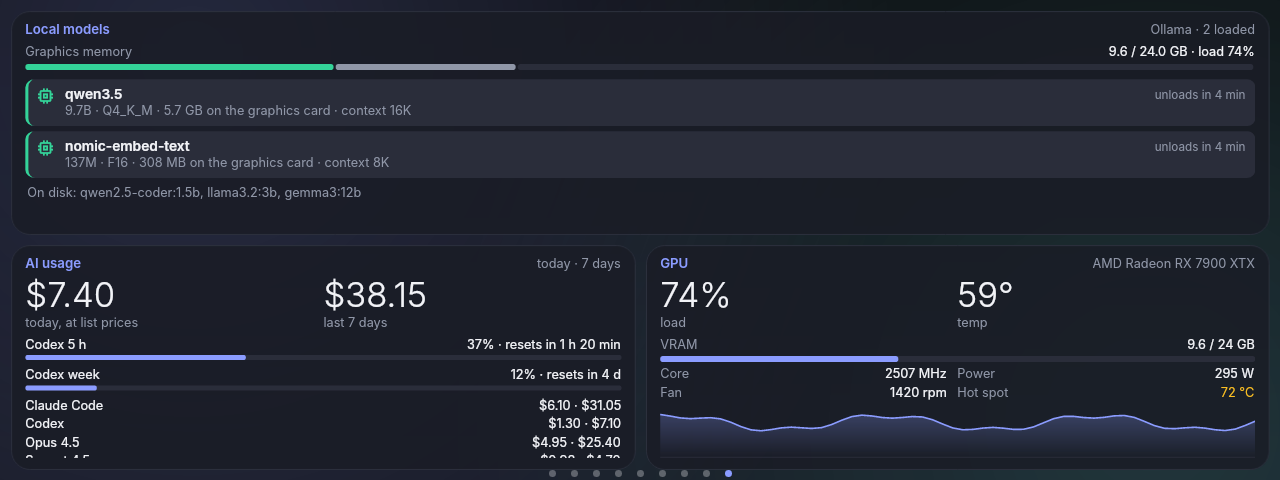 Local models
Ollama · 2 loaded
Graphics memory
9.6 / 24.0 GB · load 74%
qwen3.5
unloads in 4 min
9.7B · Q4_K_M · 5.7 GB on the graphics card · context 16K
nomic-embed-text
unloads in 4 min
137M · F16 · 308 MB on the graphics card · context 8K
On disk: qwen2.5-coder:1.5b, llama3.2:3b, gemma3:12b
AI usage
today · 7 days
$7.40
$38.15
today, at list prices
last 7 days
Codex 5 h
37% · resets in 1 h 20 min
Codex week
12% · resets in 4 d
Claude Code
$6.10 · $31.05
Codex
$1.30 · $7.10
Opus 4.5
$4.95 · $25.40
GPU
AMD Radeon RX 7900 XTX
74%
59°
load
temp
VRAM
9.6 / 24 GB
Core
2507 MHz
Power
295 W
Fan
1420 rpm
Hot spot
72 °C